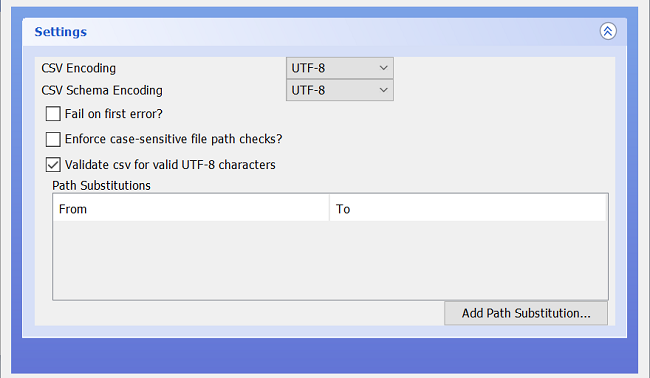 Settings
CSV Encoding UTF-8
CSV Schema Encoding UTF-8
Fail on first error?
Enforce case-sensitive file path checks?
Validate csv for valid UTF-8 characters
Path Substitutions
From To
Add Path Substitution...